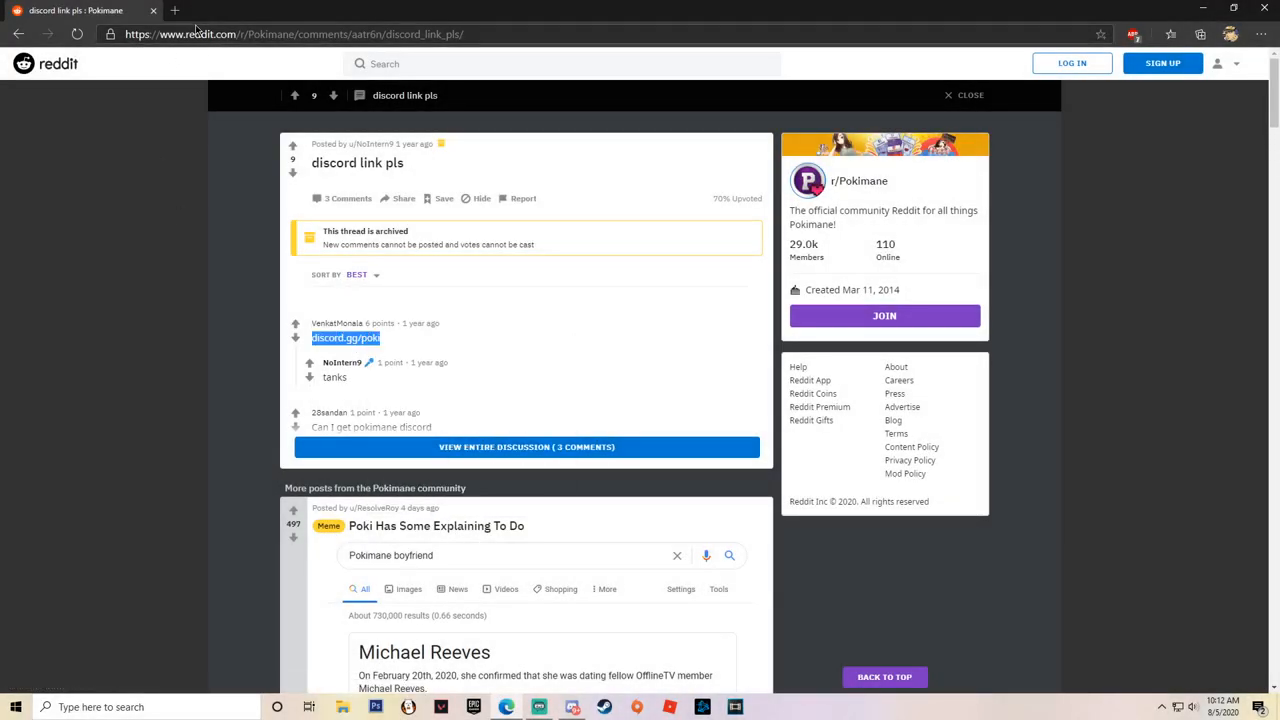 discord link pls : Pokimane
https://www.reddit.com/r/Pokimane/comments/aatr6n/discord_link_pls/
reddit
Search
LOG IN
SIGN UP
9
discord link pls
CLOSE
Posted by u/NoIntern9 1 year ago
9
discord link pls
3 Comments Share Save Hide Report
70% Upvoted
This thread is archived
New comments cannot be posted and votes cannot be cast
SORT BY BEST
VenkatMonala 6 points · 1 year ago
discord.gg/poki
NoIntern9 1 point · 1 year ago
tanks
28sandan 1 point · 1 year ago
Can I get pokimane discord
VIEW ENTIRE DISCUSSION ( 3 COMMENTS)
More posts from the Pokimane community
Posted by u/ResolveRoy 4 days ago
497
Meme Poki Has Some Explaining To Do
Pokimane boyfriend
All Images News Videos Shopping More Settings Tools
About 730,000 results (0.66 seconds)
Michael Reeves
On February 20th, 2020, she confirmed that she was dating fellow OfflineTV member
Michael Reeves.
r/Pokimane
The official community Reddit for all things
Pokimane!
29.0k 110
Members Online
Created Mar 11, 2014
JOIN
Help About
Reddit App Careers
Reddit Coins Press
Reddit Premium Advertise
Reddit Gifts Blog
Terms
Content Policy
Privacy Policy
Mod Policy
Reddit Inc © 2020. All rights reserved
BACK TO TOP
Type here to search
10:12 AM
8/5/2020